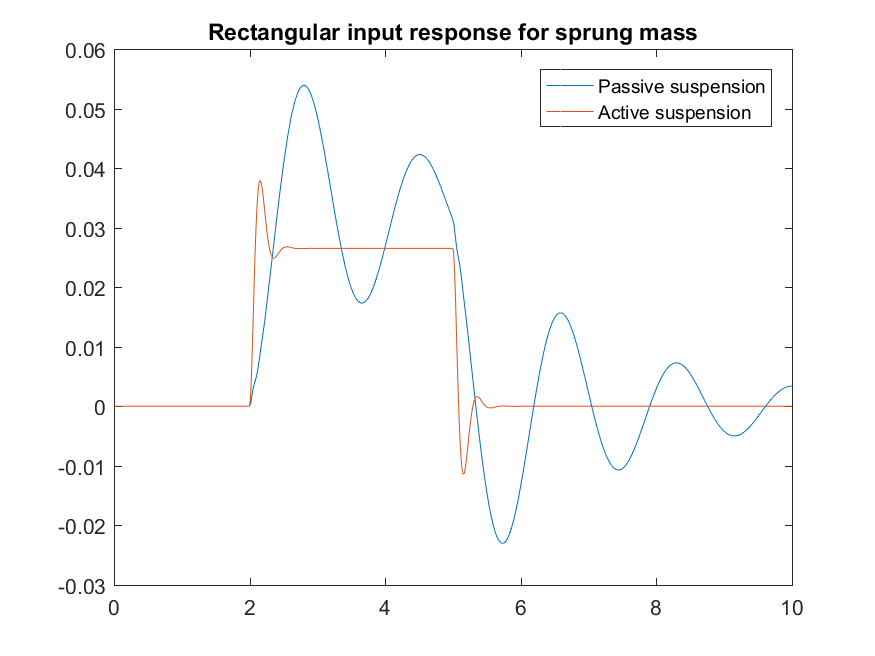 Rectangular input response for sprung mass
0.06
Passive suspension
Active suspension
0.05
0.04
0.03
0.02
0.01
0
-0.01
-0.02
-0.03
0 2 4 6 8 10